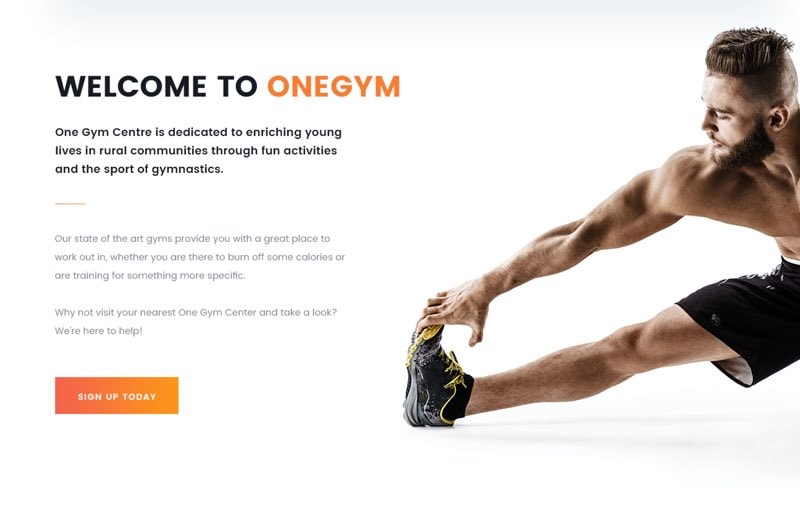 WELCOME TO ONEGYM
One Gym Centre is dedicated to enriching young
lives in rural communities through fun activities
and the sport of gymnastics.
Our state of the art gyms provide you with a great place to
work out in, whether you are there to burn off some calories or
are training for something more specific.
Why not visit your nearest One Gym Center and take a look?
We're here to help!
SIGN UP TODAY